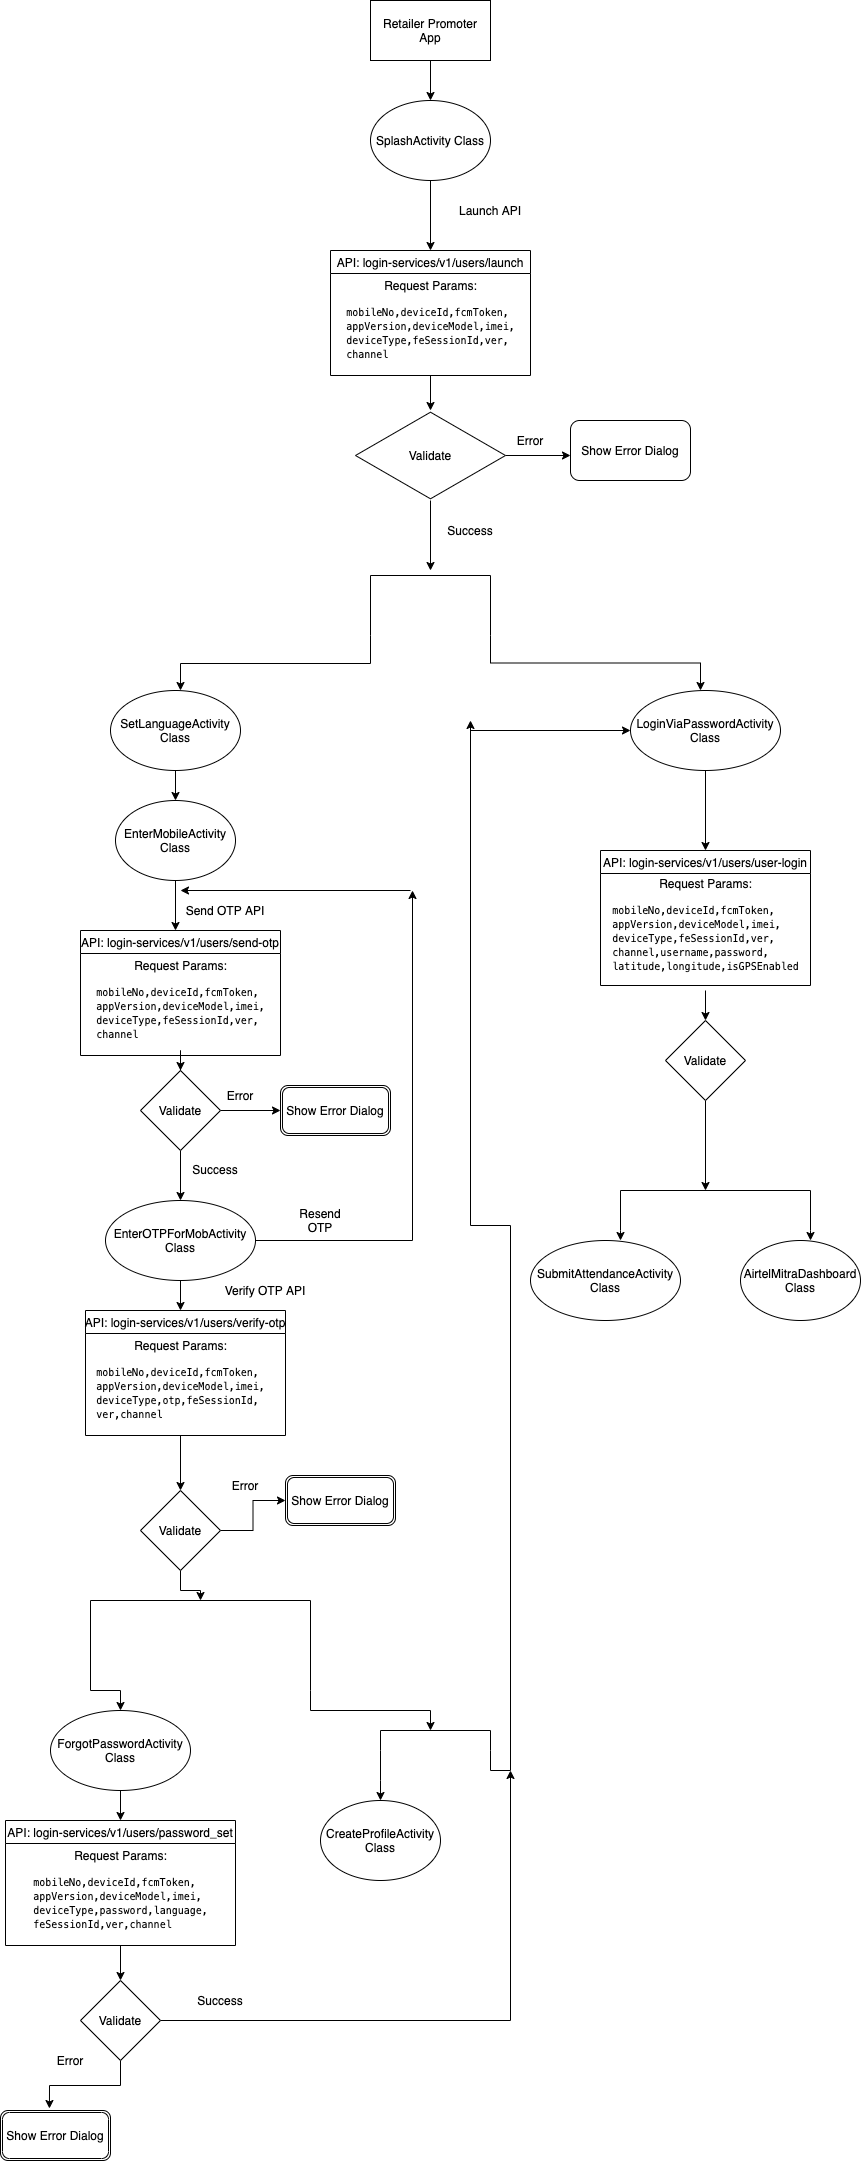 Retailer Promoter
App
SplashActivity Class
Launch API
API: login-services/v1/users/launch
Request Params:
mobileNo,deviceId,fcmToken,
appVersion,deviceModel,imei,
deviceType,feSessionId,ver,
channel
Validate
Error
Show Error Dialog
Success
SetLanguageActivity
Class
EnterMobileActivity
Class
Send OTP API
API: login-services/v1/users/send-otp
Request Params:
mobileNo,deviceId,fcmToken,
appVersion,deviceModel,imei,
deviceType,feSessionId,ver,
channel
Validate
Error
Show Error Dialog
Success
EnterOTPForMobActivity
Class
Resend
OTP
Verify OTP API
API: login-services/v1/users/verify-otp
Request Params:
mobileNo,deviceId,fcmToken,
appVersion,deviceModel,imei,
deviceType,otp,feSessionId,
ver,channel
Validate
Error
Show Error Dialog
ForgotPasswordActivity
Class
API: login-services/v1/users/password_set
Request Params:
mobileNo,deviceId,fcmToken,
appVersion,deviceModel,imei,
deviceType,password,language,
feSessionId,ver,channel
Validate
Success
Error
Show Error Dialog
CreateProfileActivity
Class
LoginViaPasswordActivity
Class
API: login-services/v1/users/user-login
Request Params:
mobileNo,deviceId,fcmToken,
appVersion,deviceModel,imei,
deviceType,feSessionId,ver,
channel,username,password,
latitude,longitude,isGPSEnabled
Validate
SubmitAttendanceActivity
Class
AirtelMitraDashboard
Class